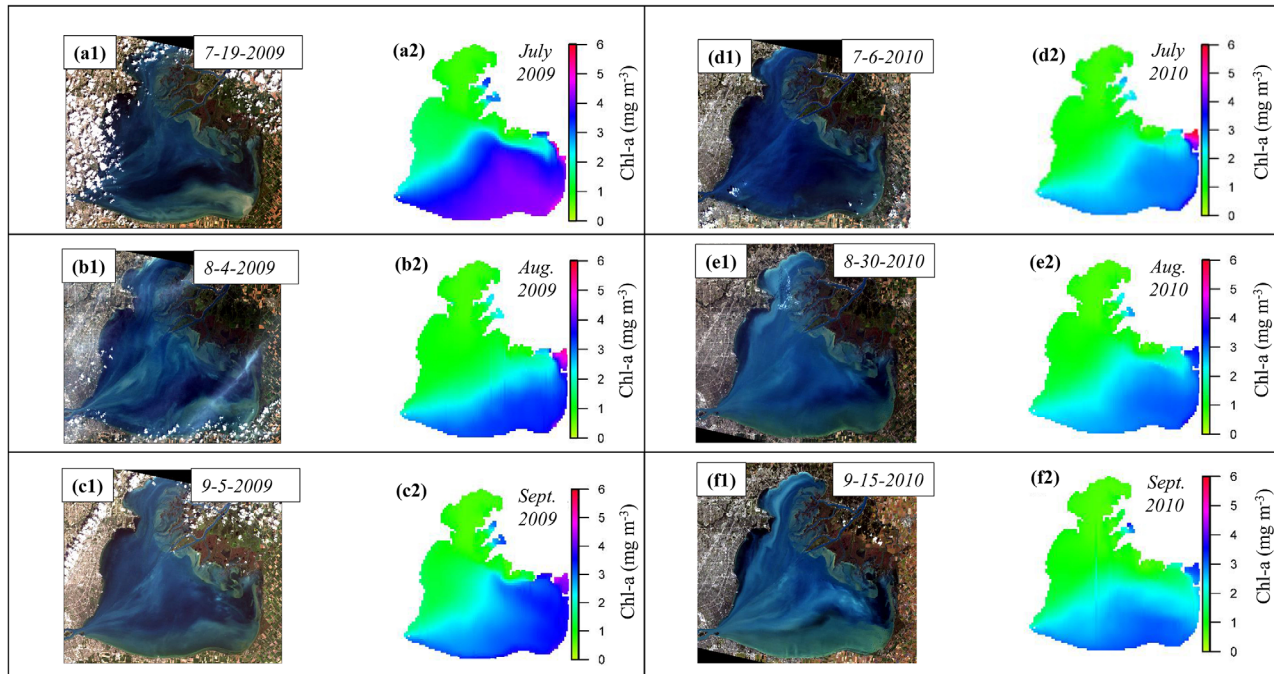 (a1)
7-19-2009
(a2)
July
2009
6
5
4
3
2
1
0
Chl-a (mg m-3)
(d1)
7-6-2010
(d2)
July
2010
6
5
4
3
2
1
0
Chl-a (mg m-3)
(b1)
8-4-2009
(b2)
Aug.
2009
6
5
4
3
2
1
0
Chl-a (mg m-3)
(e1)
8-30-2010
(e2)
Aug.
2010
6
5
4
3
2
1
0
Chl-a (mg m-3)
(c1)
9-5-2009
(c2)
Sept.
2009
6
5
4
3
2
1
0
Chl-a (mg m-3)
(f1)
9-15-2010
(f2)
Sept.
2010
6
5
4
3
2
1
0
Chl-a (mg m-3)